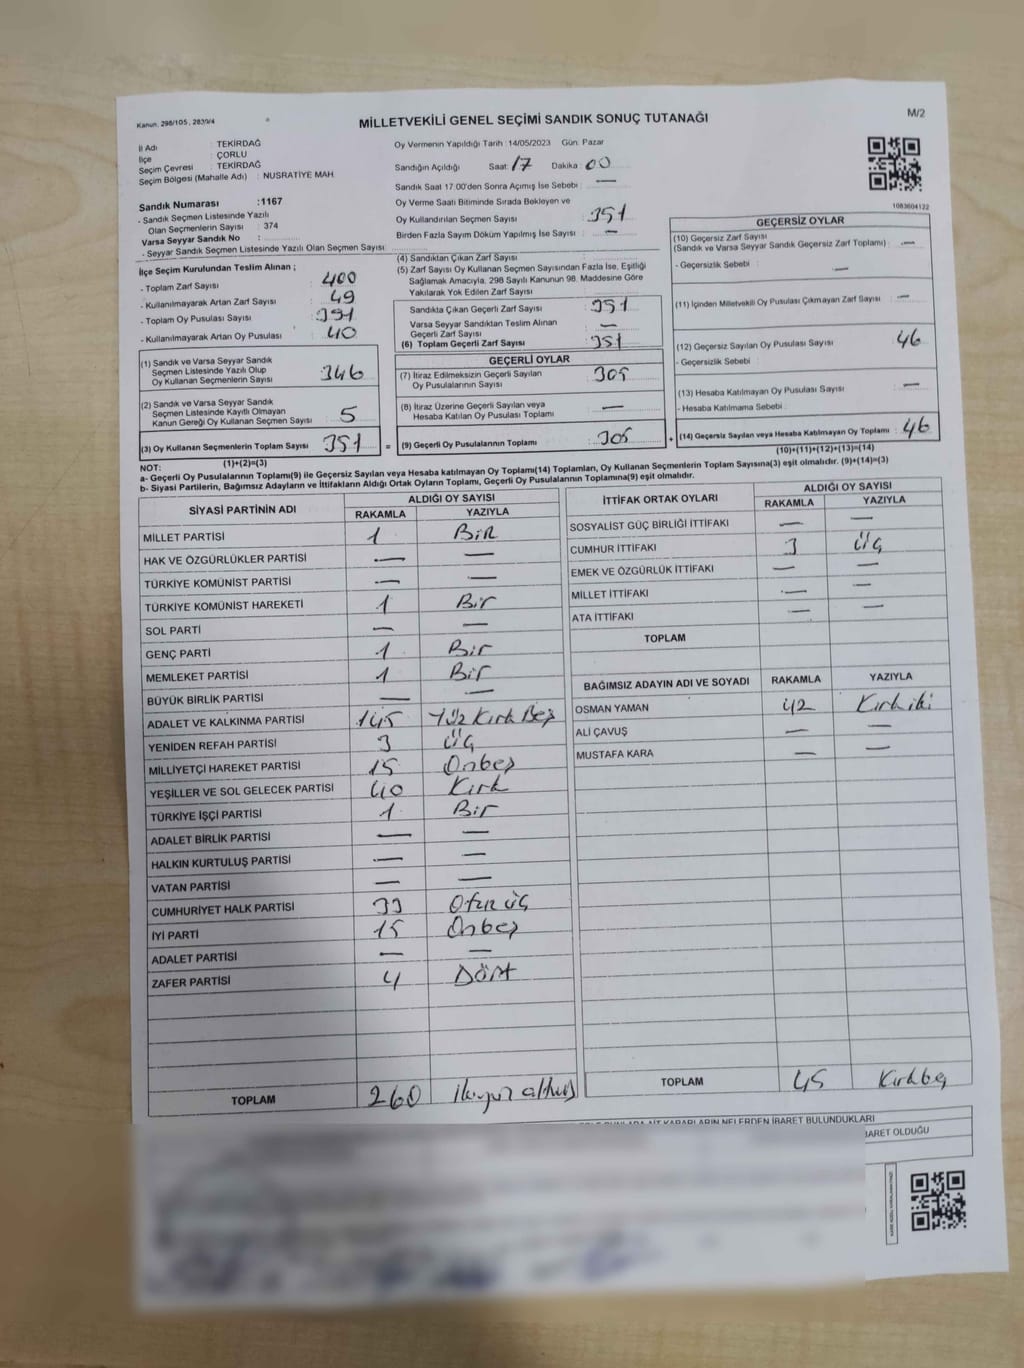 Kanun. 298/105, 2839/4
M/2
MİLLETVEKİLİ GENEL SEÇİMİ SANDIK SONUÇ TUTANAĞI
İl Adı : TEKİRDAĞ
İlçe : ÇORLU
Seçim Çevresi : TEKİRDAĞ
Seçim Bölgesi (Mahalle Adı) : NUSRATİYE MAH.
Oy Vermenin Yapıldığı Tarih :14/05/2023 Gün: Pazar
Sandığın Açıldığı Saat: 17 Dakika: 00
Sandık Saat 17.00'den Sonra Açımış İse Sebebi : —
Oy Verme Saati Bitiminde Sırada Bekleyen ve
Oy Kullandırılan Seçmen Sayısı : 351
Birden Fazla Sayım Döküm Yapılmış İse Sayısı : —
1083604122
Sandık Numarası :1167
- Sandık Seçmen Listesinde Yazılı
Olan Seçmenlerin Sayısı : 374
Varsa Seyyar Sandık No :
- Seyyar Sandık Seçmen Listesinde Yazılı Olan Seçmen Sayısı:
İlçe Seçim Kurulundan Teslim Alınan ;
- Toplam Zarf Sayısı : 400
- Kullanılmayarak Artan Zarf Sayısı : 49
- Toplam Oy Pusulası Sayısı : 391
- Kullanılmayarak Artan Oy Pusulası : 40
(1) Sandık ve Varsa Seyyar Sandık
Seçmen Listesinde Yazılı Olup
Oy Kullanan Seçmenlerin Sayısı : 346
(2) Sandık ve Varsa Seyyar Sandık
Seçmen Listesinde Kayıtlı Olmayan
Kanun Gereği Oy Kullanan Seçmen Sayısı : 5
(3) Oy Kullanan Seçmenlerin Toplam Sayısı : 351
(1)+(2)=(3)
(4) Sandıktan Çıkan Zarf Sayısı :
(5) Zarf Sayısı Oy Kullanan Seçmen Sayısından Fazla İse, Eşitliği
Sağlamak Amacıyla, 298 Sayılı Kanunun 98. Maddesine Göre
Yakılarak Yok Edilen Zarf Sayısı :
Sandıkta Çıkan Geçerli Zarf Sayısı : 351
Varsa Seyyar Sandıktan Teslim Alınan
Geçerli Zarf Sayısı : —
(6) Toplam Geçerli Zarf Sayısı : 351
GEÇERLİ OYLAR
(7) İtiraz Edilmeksizin Geçerli Sayılan
Oy Pusulalarının Sayısı : 305
(8) İtiraz Üzerine Geçerli Sayılan veya
Hesaba Katılan Oy Pusulası Toplamı : —
= (9) Geçerli Oy Pusulalarının Toplamı : 305
GEÇERSİZ OYLAR
(10) Geçersiz Zarf Sayısı
(Sandık ve Varsa Seyyar Sandık Geçersiz Zarf Toplamı) : —
- Geçersizlik Sebebi : —
(11) İçinden Milletvekili Oy Pusulası Çıkmayan Zarf Sayısı : —
(12) Geçersiz Sayılan Oy Pusulası Sayısı : 46
- Geçersizlik Sebebi :
(13) Hesaba Katılmayan Oy Pusulası Sayısı : —
- Hesaba Katılmama Sebebi :
+ (14) Geçersiz Sayılan veya Hesaba Katılmayan Oy Toplamı : 46
(10)+(11)+(12)+(13)=(14)
NOT:
a- Geçerli Oy Pusulalarının Toplamı(9) ile Geçersiz Sayılan veya Hesaba katılmayan Oy Toplamı(14) Toplamları, Oy Kullanan Seçmenlerin Toplam Sayısına(3) eşit olmalıdır. (9)+(14)=(3)
b- Siyasi Partilerin, Bağımsız Adayların ve İttifakların Aldığı Ortak Oyların Toplamı, Geçerli Oy Pusulalarının Toplamına(9) eşit olmalıdır.
SİYASİ PARTİNİN ADI ALDIĞI OY SAYISI
RAKAMLA YAZIYLA
MİLLET PARTİSİ 1 BİR
HAK VE ÖZGÜRLÜKLER PARTİSİ — —
TÜRKİYE KOMÜNİST PARTİSİ — —
TÜRKİYE KOMÜNİST HAREKETİ 1 Bir
SOL PARTİ — —
GENÇ PARTİ 1 Bir
MEMLEKET PARTİSİ 1 Bir
BÜYÜK BİRLİK PARTİSİ — —
ADALET VE KALKINMA PARTİSİ 145 Yüz Kırk Beş
YENİDEN REFAH PARTİSİ 3 Üç
MİLLİYETÇİ HAREKET PARTİSİ 15 Onbeş
YEŞİLLER VE SOL GELECEK PARTİSİ 40 Kırk
TÜRKİYE İŞÇİ PARTİSİ 1 Bir
ADALET BİRLİK PARTİSİ — —
HALKIN KURTULUŞ PARTİSİ — —
VATAN PARTİSİ — —
CUMHURİYET HALK PARTİSİ 33 Otuz üç
İYİ PARTİ 15 Onbeş
ADALET PARTİSİ — —
ZAFER PARTİSİ 4 Dört
TOPLAM 260 İkiyüz altmış
İTTİFAK ORTAK OYLARI ALDIĞI OY SAYISI
RAKAMLA YAZIYLA
SOSYALİST GÜÇ BİRLİĞİ İTTİFAKI — —
CUMHUR İTTİFAKI 3 Üç
EMEK VE ÖZGÜRLÜK İTTİFAKI — —
MİLLET İTTİFAKI — —
ATA İTTİFAKI — —
TOPLAM
BAĞIMSIZ ADAYIN ADI VE SOYADI RAKAMLA YAZIYLA
OSMAN YAMAN 42 Kırkiki
ALİ ÇAVUŞ — —
MUSTAFA KARA — —
TOPLAM 45 Kırkbeş
KARARLARIN NELERDEN İBARET BULUNDUKLARI
OLDUĞU